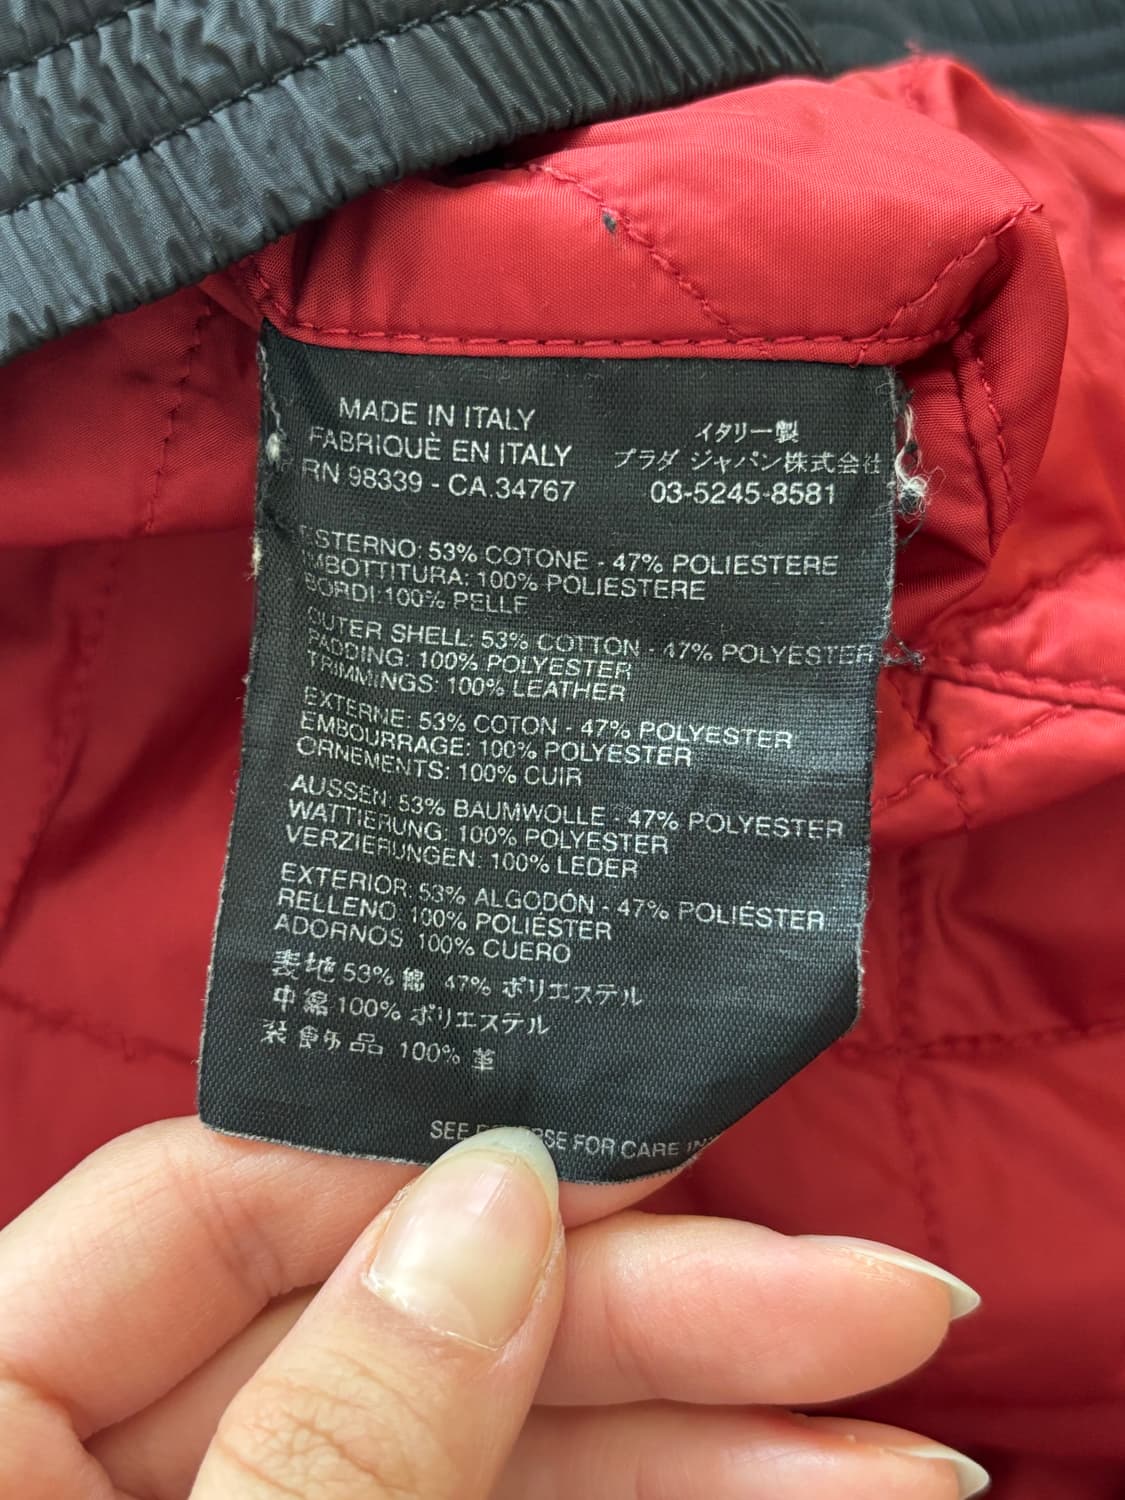 MADE IN ITALY
FABRIQUÈ EN ITALY
RN 98339 - CA.34767
イタリー製
プラダ ジャパン株式会社
03-5245-8581
ESTERNO: 53% COTONE - 47% POLIESTERE
IMBOTTITURA: 100% POLIESTERE
BORDI:100% PELLE
OUTER SHELL: 53% COTTON - 47% POLYESTER
PADDING: 100% POLYESTER
TRIMMINGS: 100% LEATHER
EXTERNE: 53% COTON - 47% POLYESTER
EMBOURRAGE: 100% POLYESTER
ORNEMENTS: 100% CUIR
AUSSEN: 53% BAUMWOLLE - 47% POLYESTER
WATTIERUNG: 100% POLYESTER
VERZIERUNGEN: 100% LEDER
EXTERIOR: 53% ALGODÓN - 47% POLIÉSTER
RELLENO 100% POLIÉSTER
ADORNOS 100% CUERO
表地 53% 綿 47% ポリエステル
中綿 100% ポリエステル
装飾品 100% 革
SEE FOR CARE